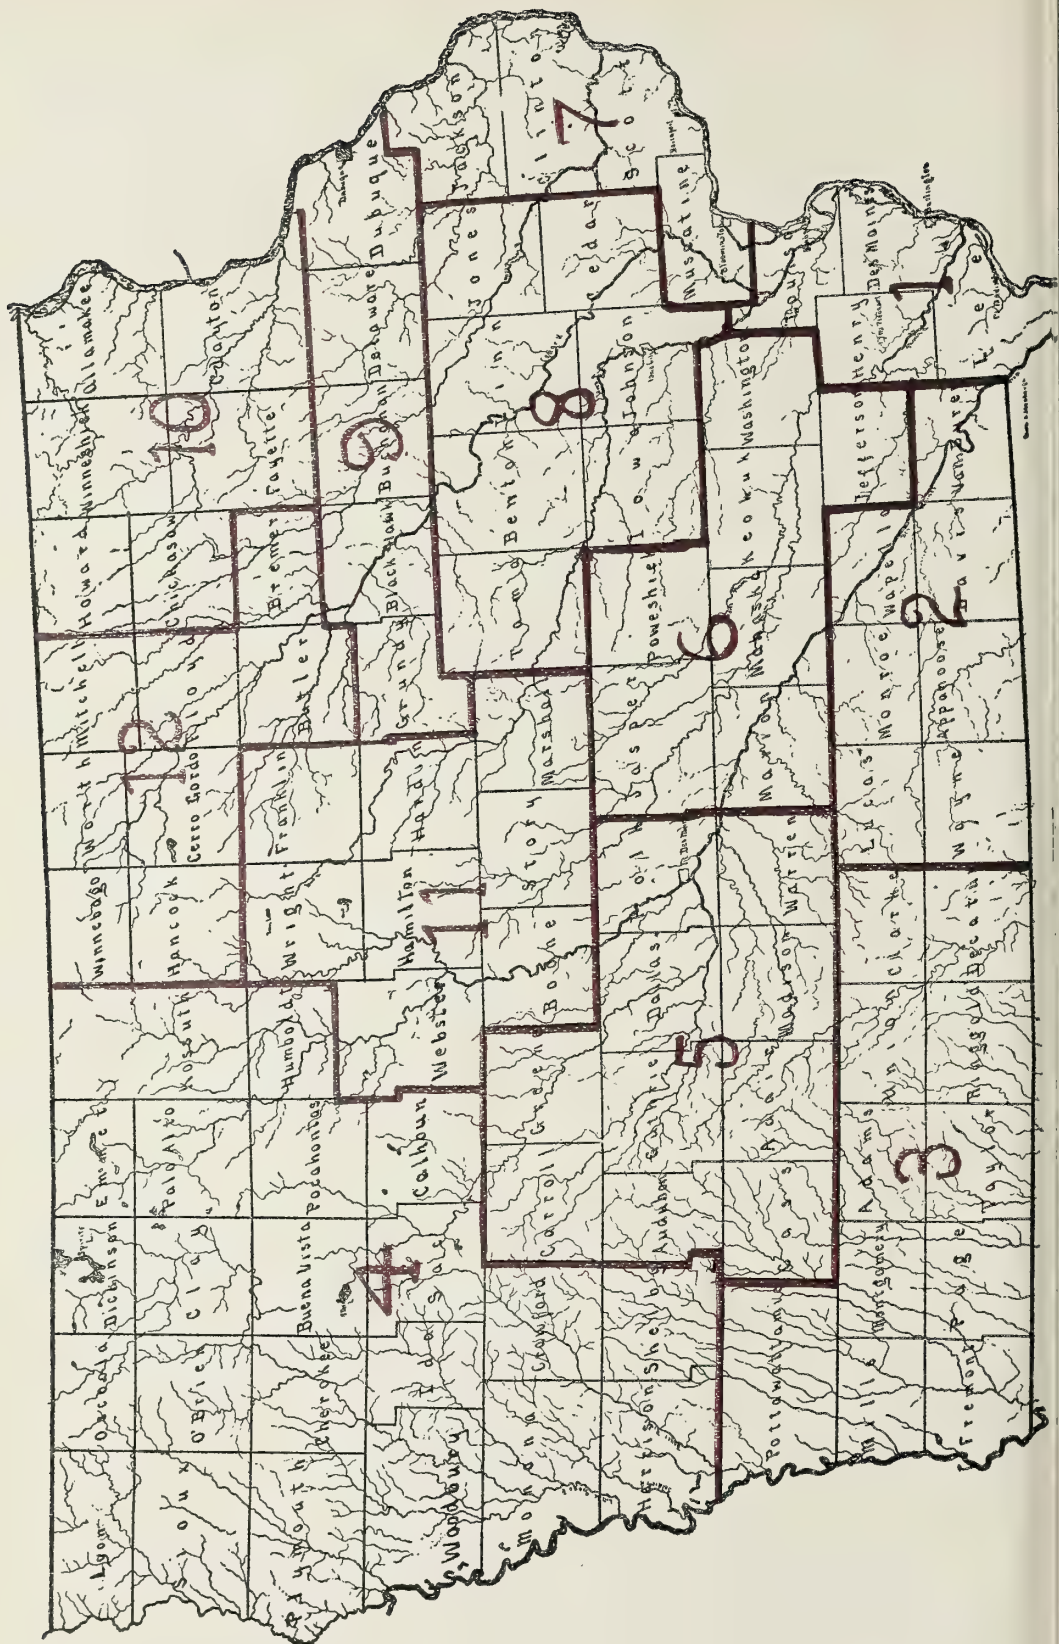 Lyon
Osceola
Dickinson
Emmet
Winnebago
Worth
Mitchell
Howard
Winneshiek
Allamakee
Sioux
O'Brien
Clay
Palo Alto
Kossuth
Hancock
Cerro Gordo
Floyd
Chickasaw
Clayton
Plymouth
Cherokee
Buena Vista
Pocahontas
Humboldt
Wright
Franklin
Butler
Bremer
Fayette
Woodbury
Ida
Sac
Calhoun
Webster
Hamilton
Hardin
Grundy
Blackhawk
Buchanan
Delaware
Dubuque
Monona
Crawford
Carroll
Greene
Boone
Story
Marshall
Tama
Benton
Linn
Jones
Jackson
Clinton
Harrison
Shelby
Audubon
Guthrie
Dallas
Polk
Jasper
Poweshiek
Iowa
Johnson
Cedar
Scott
Muscatine
Pottawattamie
Cass
Adair
Madison
Warren
Marion
Mahaska
Keokuk
Washington
Louisa
Mills
Montgomery
Adams
Union
Clarke
Lucas
Monroe
Wapello
Jefferson
Henry
Des Moines
Fremont
Page
Taylor
Ringgold
Decatur
Wayne
Appanoose
Davis
Van Buren
Lee
Dubuque
Burlington
1
2
3
4
5
6
7
8
9
10
11
12